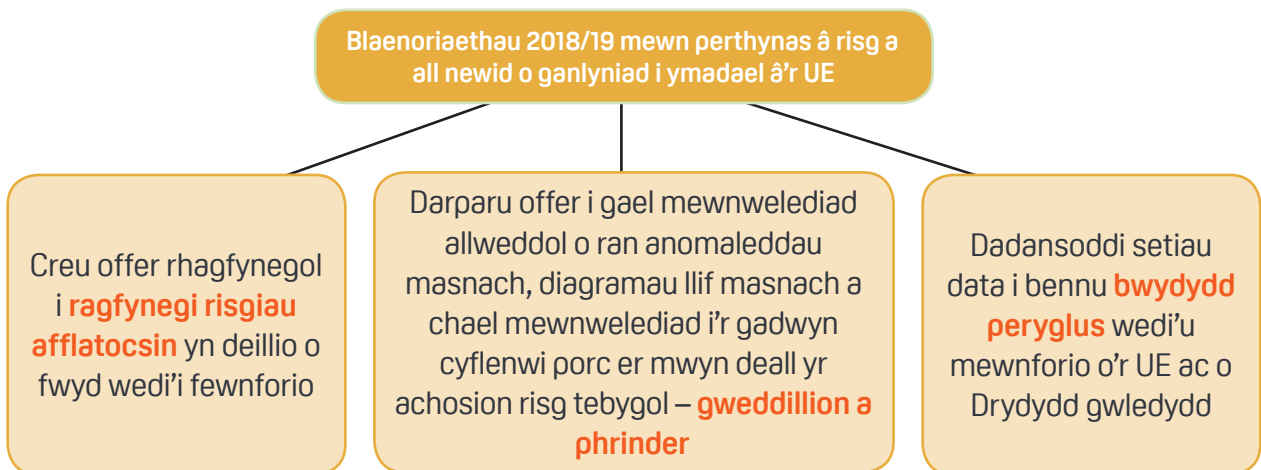 Blaenoriaethau 2018/19 mewn perthynas â risg a
all newid o ganlyniad i ymadael â'r UE
Creu offer rhagfynegol
i ragfynegi risgiau
afflatocsin yn deillio o
fwyd wedi'i fewnforio
Darparu offer i gael mewnwelediad
allweddol o ran anomaleddau
masnach, diagramau llif masnach a
chael mewnwelediad i'r gadwyn
cyflenwi porc er mwyn deall yr
achosion risg tebygol – gweddillion a
phrinder
Dadansoddi setiau
data i bennu bwydydd
peryglus wedi'u
mewnforio o'r UE ac o
Drydydd gwledydd